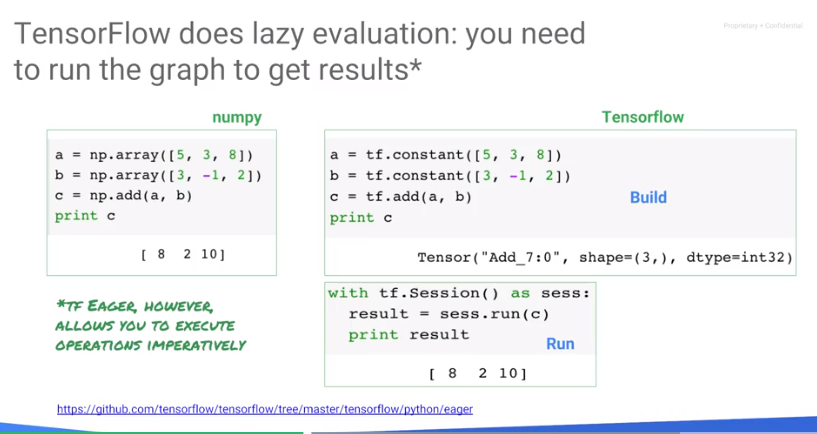 TensorFlow does lazy evaluation: you need
to run the graph to get results*
Proprietary + Confidential
numpy
a = np.array([5, 3, 8])
b = np.array([3, -1, 2])
c = np.add(a, b)
print c
[ 8  2 10]
*TF Eager, however,
allows you to execute
operations imperatively
Tensorflow
a = tf.constant([5, 3, 8])
b = tf.constant([3, -1, 2])
c = tf.add(a, b)
print c
Build
Tensor("Add_7:0", shape=(3,), dtype=int32)
with tf.Session() as sess:
  result = sess.run(c)
  print result
Run
[ 8  2 10]
https://github.com/tensorflow/tensorflow/tree/master/tensorflow/python/eager